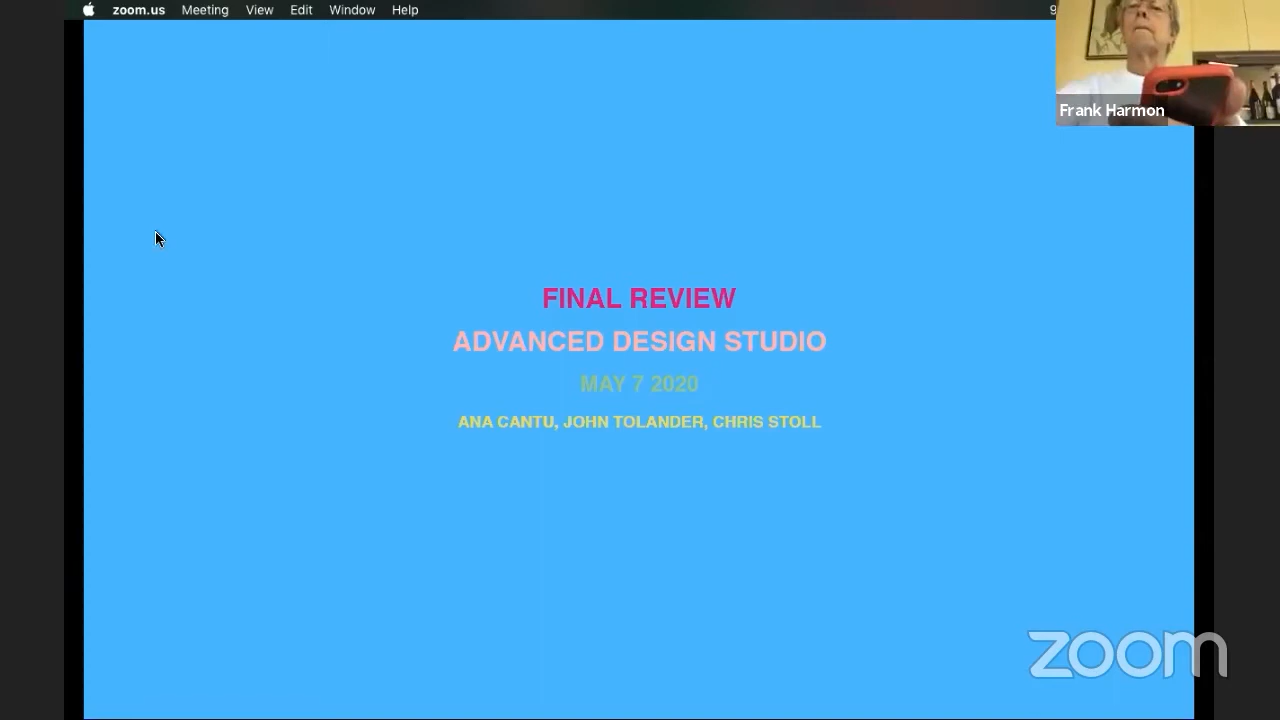 zoom.us Meeting View Edit Window Help 9
Frank Harmon
FINAL REVIEW
ADVANCED DESIGN STUDIO
MAY 7 2020
ANA CANTU, JOHN TOLANDER, CHRIS STOLL
zoom